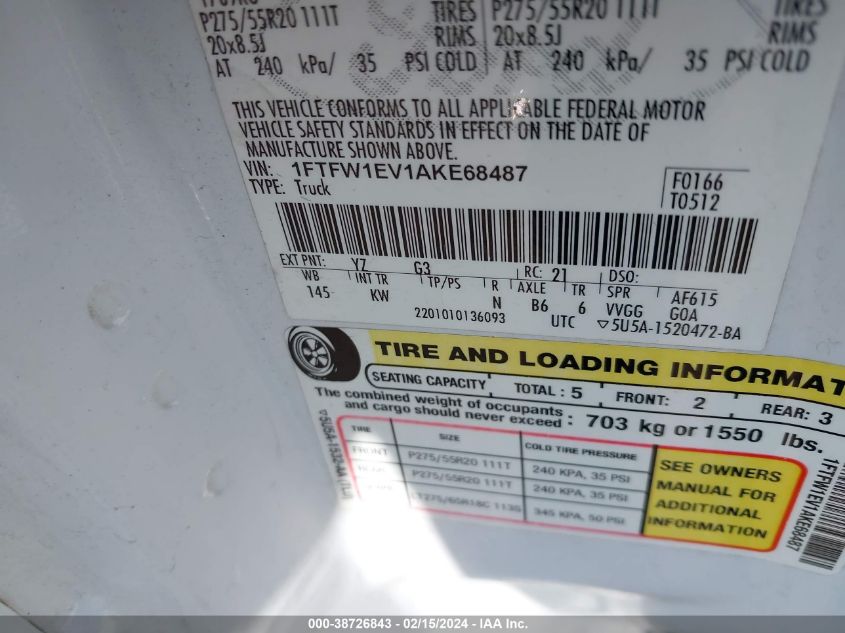 P275/55R20 111T TIRES P275/55R20 111T TIRES
20x8.5J RIMS 20x8.5J RIMS
AT 240 kPa/ 35 PSI COLD AT 240 kPa/ 35 PSI COLD
THIS VEHICLE CONFORMS TO ALL APPLICABLE FEDERAL MOTOR
VEHICLE SAFETY STANDARDS IN EFFECT ON THE DATE OF
MANUFACTURE SHOWN ABOVE.
VIN: 1FTFW1EV1AKE68487
TYPE: Truck
F0166
T0512
EXT PNT: YZ G3 RC: 21 DSO:
WB INT TR TP/PS R AXLE TR SPR AF615
145 KW N B6 6 VVGG GOA
2201010136093 UTC ▽5U5A-1520472-BA
TIRE AND LOADING INFORMAT
SEATING CAPACITY TOTAL: 5 FRONT: 2 REAR: 3
The combined weight of occupants
and cargo should never exceed : 703 kg or 1550 lbs.
TIRE SIZE COLD TIRE PRESSURE
FRONT P275/55R20 111T 240 KPA, 35 PSI
REAR P275/55R20 111T 240 KPA, 35 PSI
LT275/65R18C 113S 345 KPA, 50 PSI
SEE OWNERS
MANUAL FOR
ADDITIONAL
INFORMATION
1FTFW1EV1AKE68487
000-38726843 - 02/15/2024 - IAA Inc.